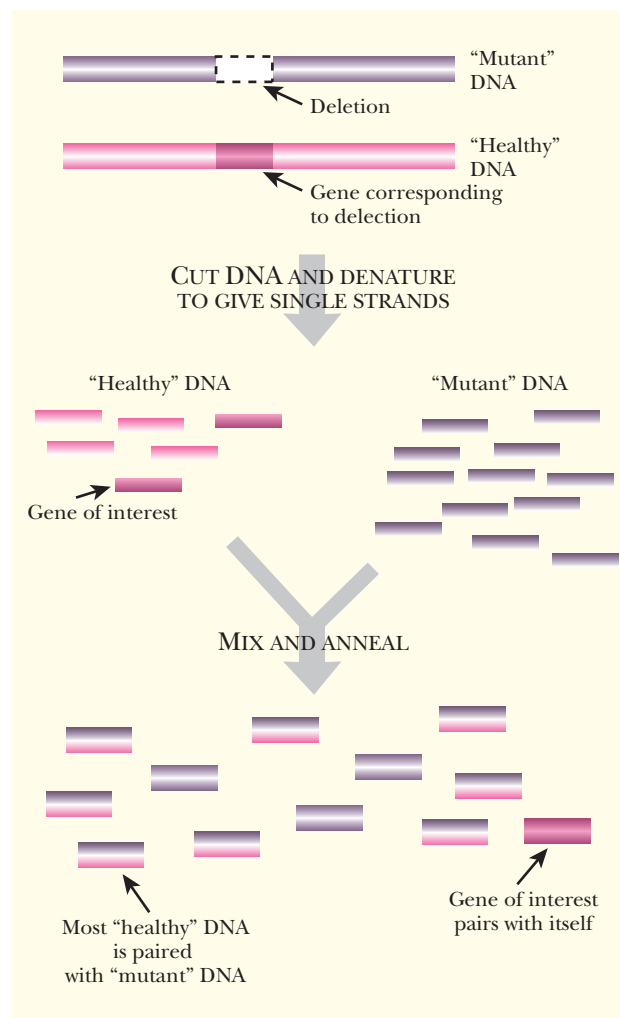 “Mutant”
DNA
Deletion
“Healthy”
DNA
Gene corresponding
to delection
CUT DNA AND DENATURE
TO GIVE SINGLE STRANDS
“Healthy” DNA
“Mutant” DNA
Gene of interest
MIX AND ANNEAL
Most “healthy” DNA
is paired
with “mutant” DNA
Gene of interest
pairs with itself